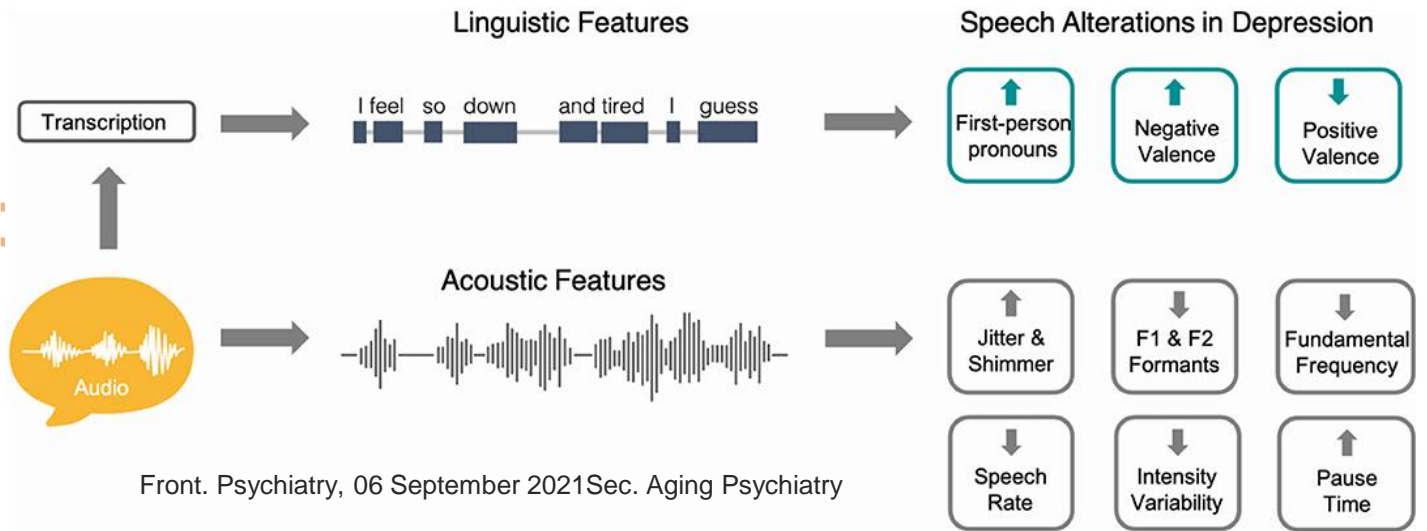 Linguistic Features
Speech Alterations in Depression
Transcription
I feel so down and tired I guess
First-person
pronouns
Negative
Valence
Positive
Valence
Acoustic Features
Audio
Jitter &
Shimmer
F1 & F2
Formants
Fundamental
Frequency
Speech
Rate
Intensity
Variability
Pause
Time
Front. Psychiatry, 06 September 2021Sec. Aging Psychiatry